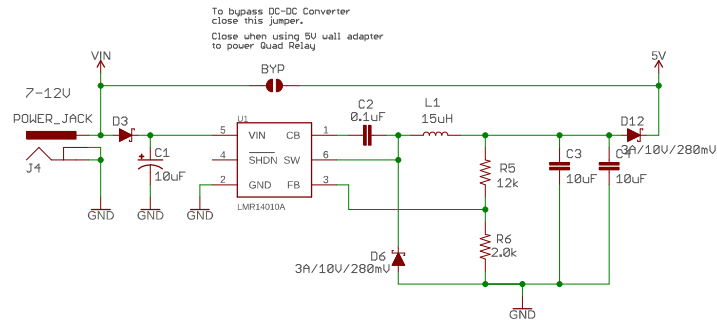 To bypass DC-DC Converter
close this jumper.
Close when using 5V wall adapter
to power Quad Relay
VIN
5V
BYP
7-12V
POWER_JACK
J4
D3
C1
10uF
GND
GND
GND
U1
5 VIN CB 1
4 SHDN SW 6
2 GND FB 3
LMR14010A
C2
0.1uF
L1
15uH
D12
3A/10V/280mV
R5
12k
C3
10uF
C4
10uF
R6
2.0k
D6
3A/10V/280mV
GND